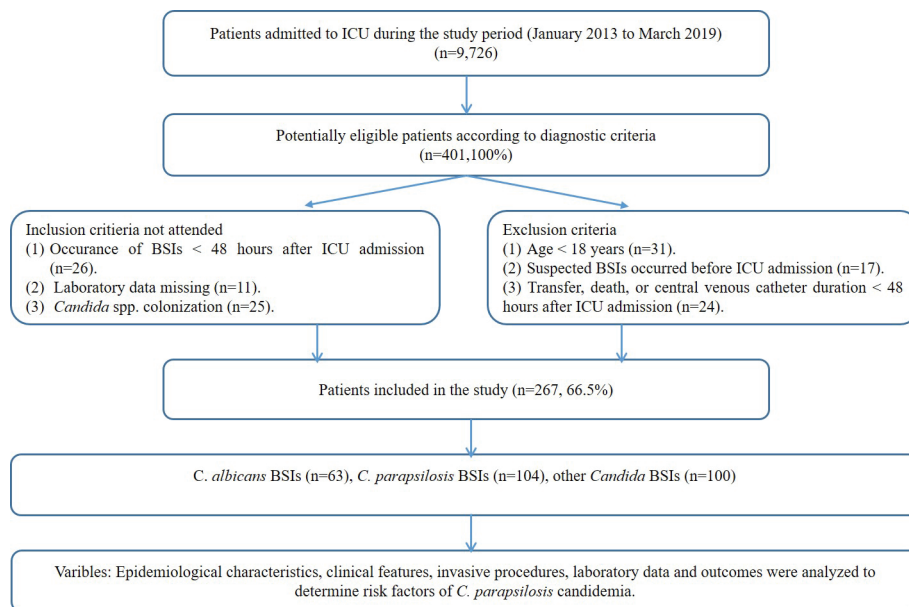 Patients admitted to ICU during the study period (January 2013 to March 2019)
(n=9,726)
Potentially eligible patients according to diagnostic criteria
(n=401,100%)
Inclusion critieria not attended
(1) Occurance of BSIs < 48 hours after ICU admission
(n=26).
(2) Laboratory data missing (n=11).
(3) Candida spp. colonization (n=25).
Exclusion criteria
(1) Age < 18 years (n=31).
(2) Suspected BSIs occurred before ICU admission (n=17).
(3) Transfer, death, or central venous catheter duration < 48
hours after ICU admission (n=24).
Patients included in the study (n=267, 66.5%)
C. albicans BSIs (n=63), C. parapsilosis BSIs (n=104), other Candida BSIs (n=100)
Varibles: Epidemiological characteristics, clinical features, invasive procedures, laboratory data and outcomes were analyzed to
determine risk factors of C. parapsilosis candidemia.